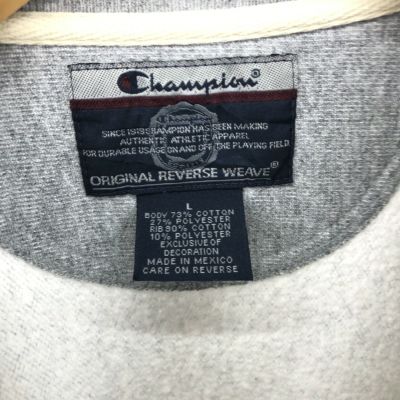 Champion®
SINCE 1919 CHAMPION HAS BEEN MAKING
AUTHENTIC ATHLETIC APPAREL
FOR DURABLE USAGE ON AND OFF THE PLAYING FIELD
ORIGINAL REVERSE WEAVE®
L
BODY 73% COTTON
27% POLYESTER
RIB 90% COTTON
10% POLYESTER
EXCLUSIVE OF
DECORATION
MADE IN MEXICO
CARE ON REVERSE